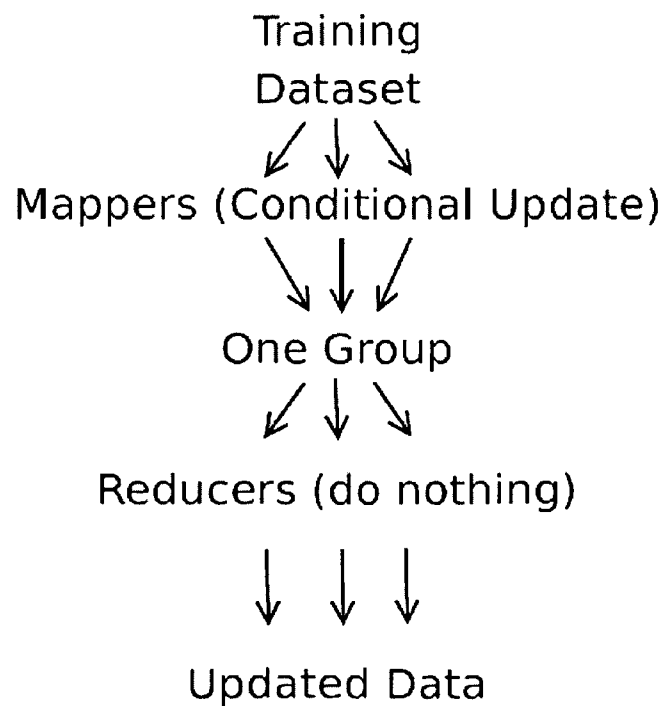 Training
Dataset
Mappers (Conditional Update)
One Group
Reducers (do nothing)
Updated Data